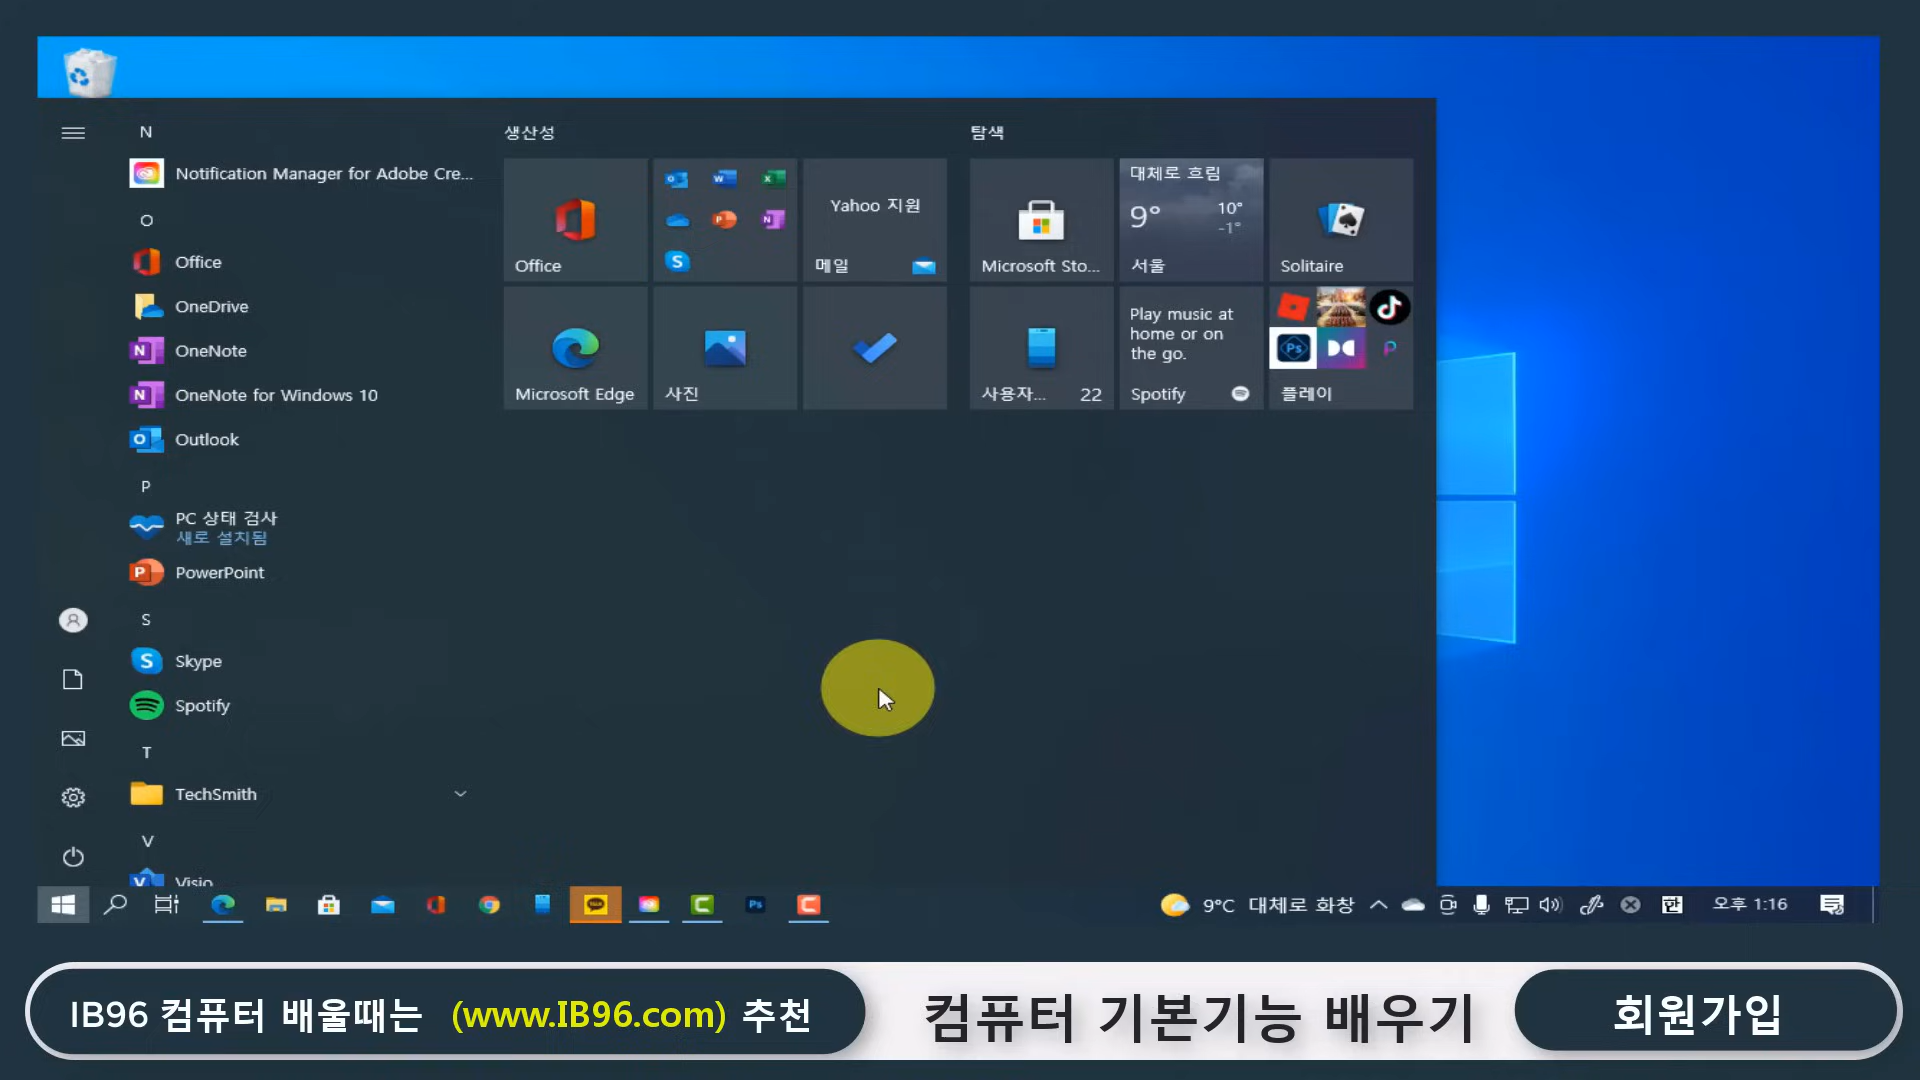 N
Notification Manager for Adobe Cre...
O
Office
OneDrive
OneNote
OneNote for Windows 10
Outlook
P
PC 상태 검사
새로 설치됨
PowerPoint
S
Skype
Spotify
T
TechSmith
V
Visio
생산성
Office
Yahoo 지원
메일
Microsoft Edge
사진
탐색
Microsoft Sto...
대체로 흐림
9°
10°
-1°
서울
Solitaire
사용자...
22
Play music at
home or on
the go.
Spotify
플레이
9°C 대체로 화창
한
오후 1:16
IB96 컴퓨터 배울때는 (www.IB96.com) 추천
컴퓨터 기본기능 배우기
회원가입